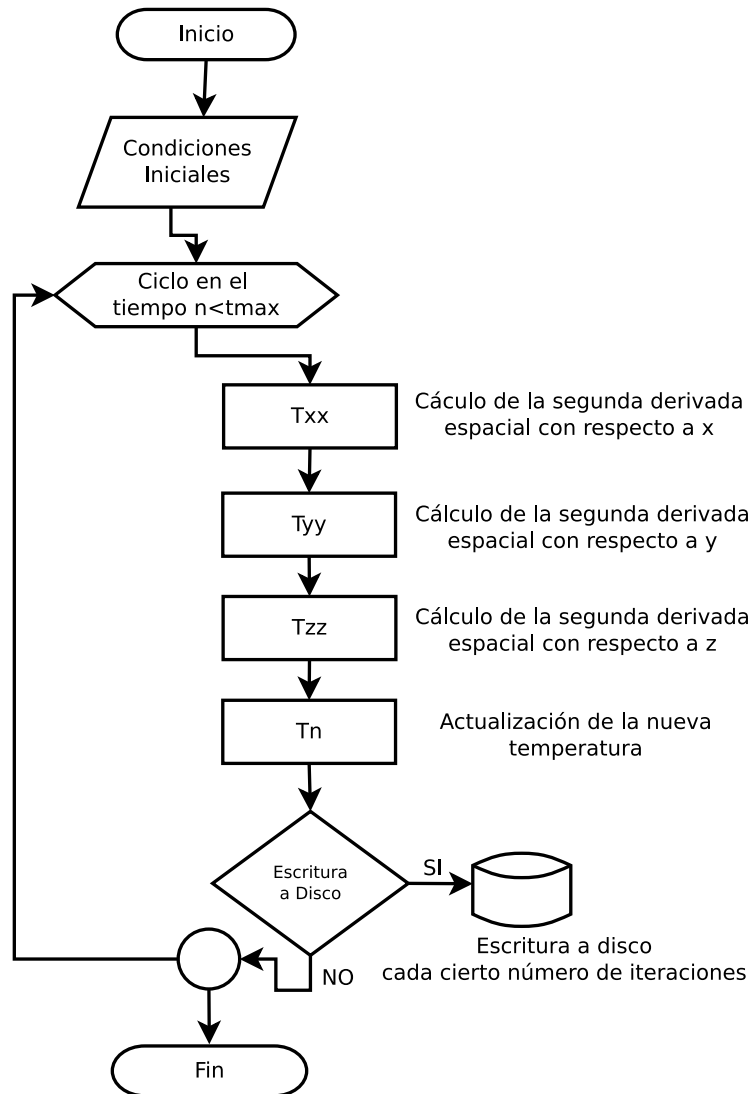 Inicio
Condiciones
Iniciales
Ciclo en el
tiempo n<tmax
Txx
Cáculo de la segunda derivada
espacial con respecto a x
Tyy
Cálculo de la segunda derivada
espacial con respecto a y
Tzz
Cálculo de la segunda derivada
espacial con respecto a z
Tn
Actualización de la nueva
temperatura
Escritura
a Disco
SI
Escritura a disco
cada cierto número de iteraciones
NO
Fin